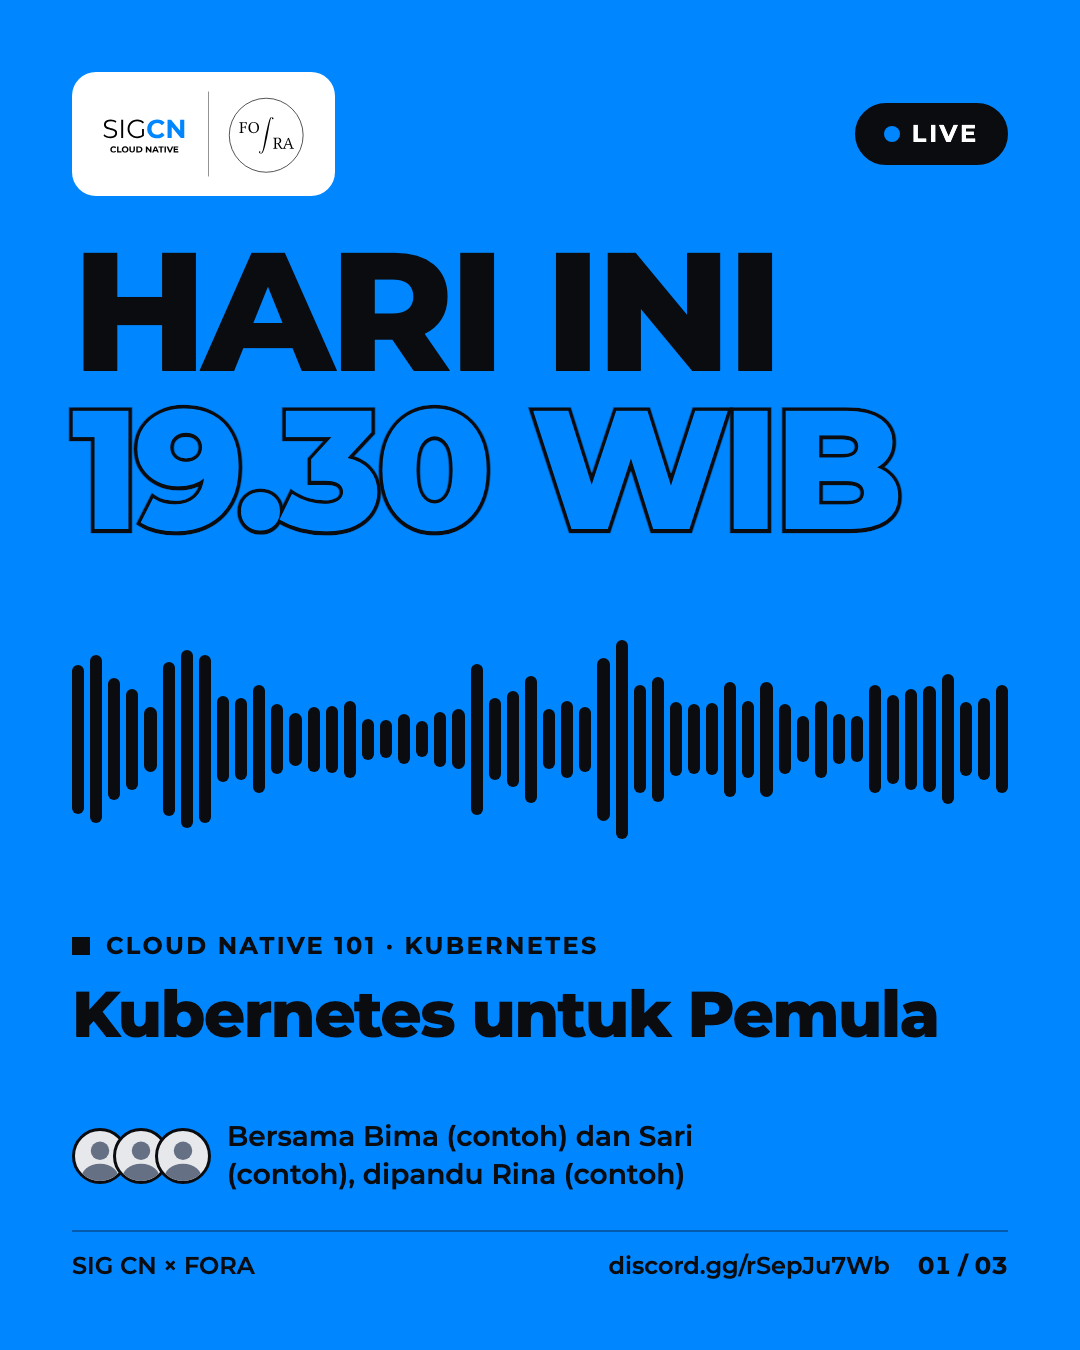 SIGCN
CLOUD NATIVE
FO RA
LIVE
HARI INI
19.30 WIB
CLOUD NATIVE 101 · KUBERNETES
Kubernetes untuk Pemula
Bersama Bima (contoh) dan Sari
(contoh), dipandu Rina (contoh)
SIG CN × FORA
discord.gg/rSepJu7Wb 01 / 03